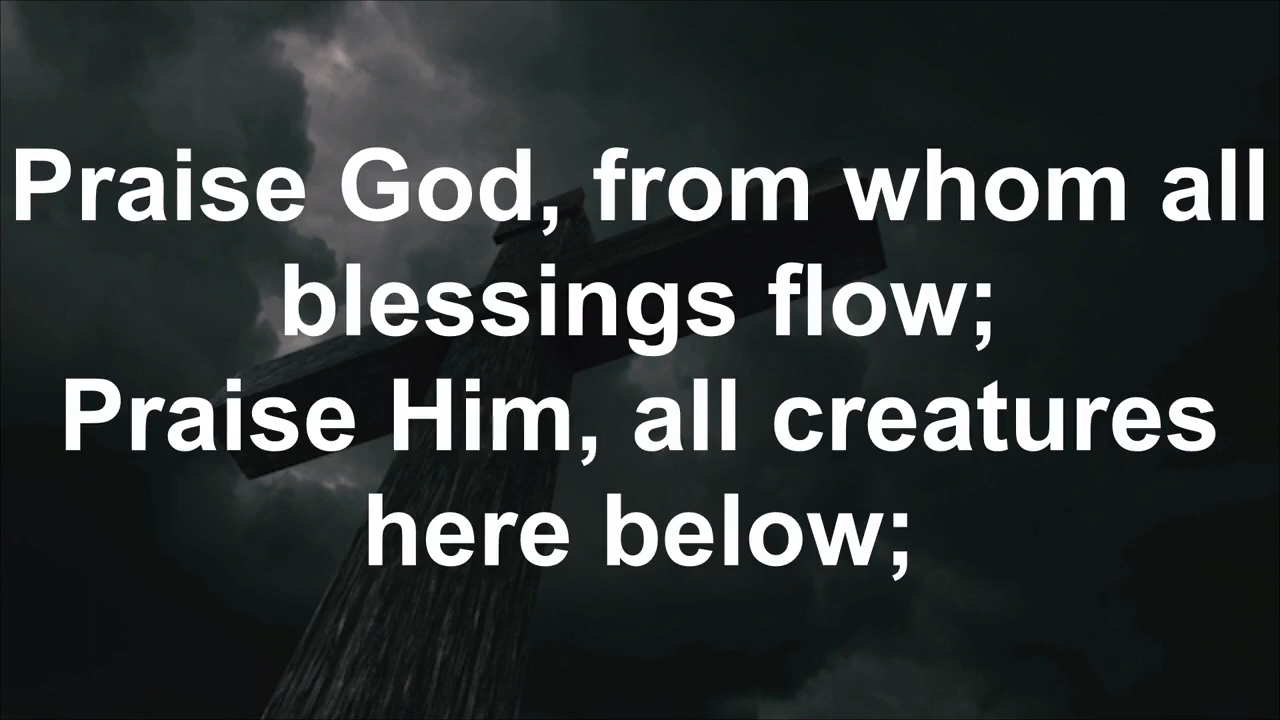 Praise God, from whom all
blessings flow;
Praise Him, all creatures
here below;